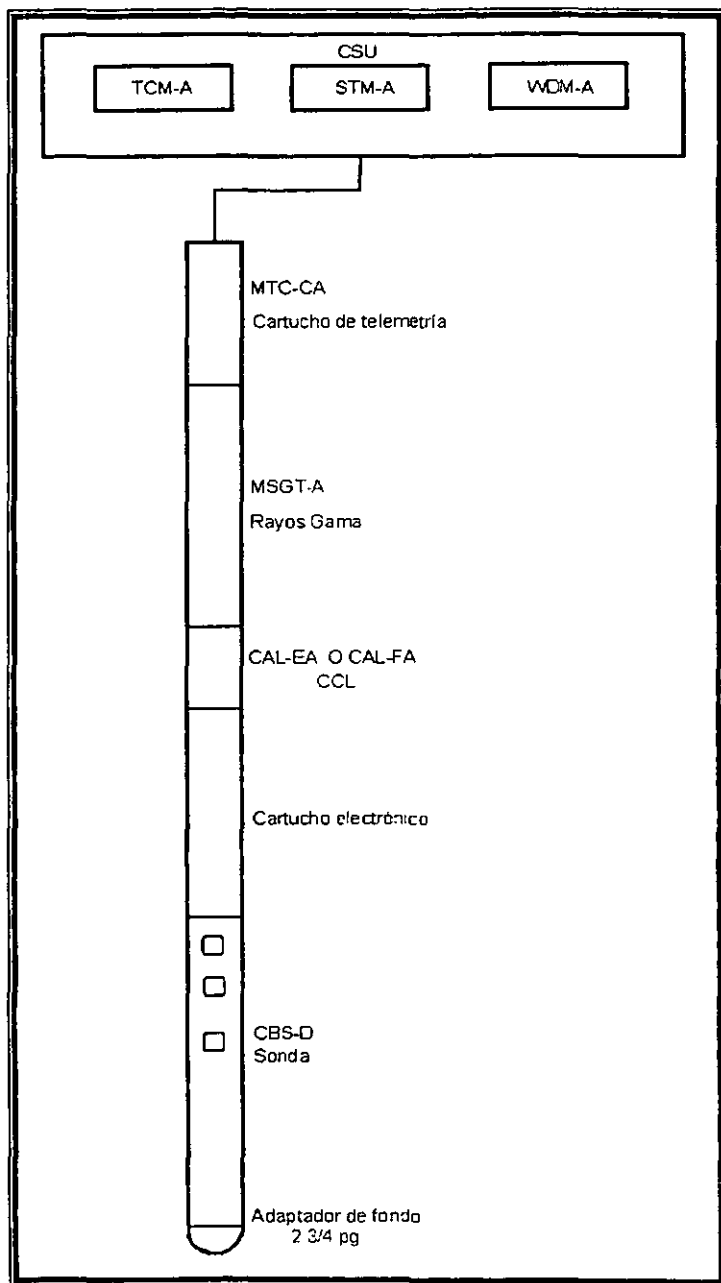 CSU
TCM-A STM-A WDM-A
MTC-CA
Cartucho de telemetría
MSGT-A
Rayos Gama
CAL-EA O CAL-FA
CCL
Cartucho electrónico
CBS-D
Sonda
Adaptador de fondo
2 3/4 pg